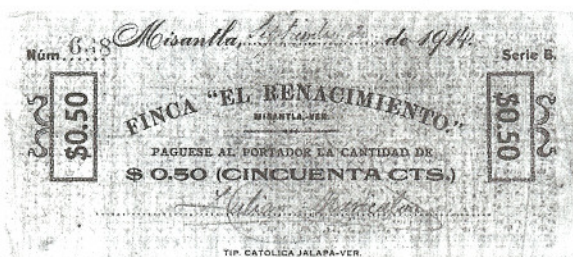 Núm. 638 Misantla, Septiembre de 1914.
Serie B.
$0.50
$0.50
FINCA "EL RENACIMIENTO."
MISANTLA.-VER.
PAGUESE AL PORTADOR LA CANTIDAD DE
$ 0.50 (CINCUENTA CTS.)
TIP. CATOLICA JALAPA-VER.